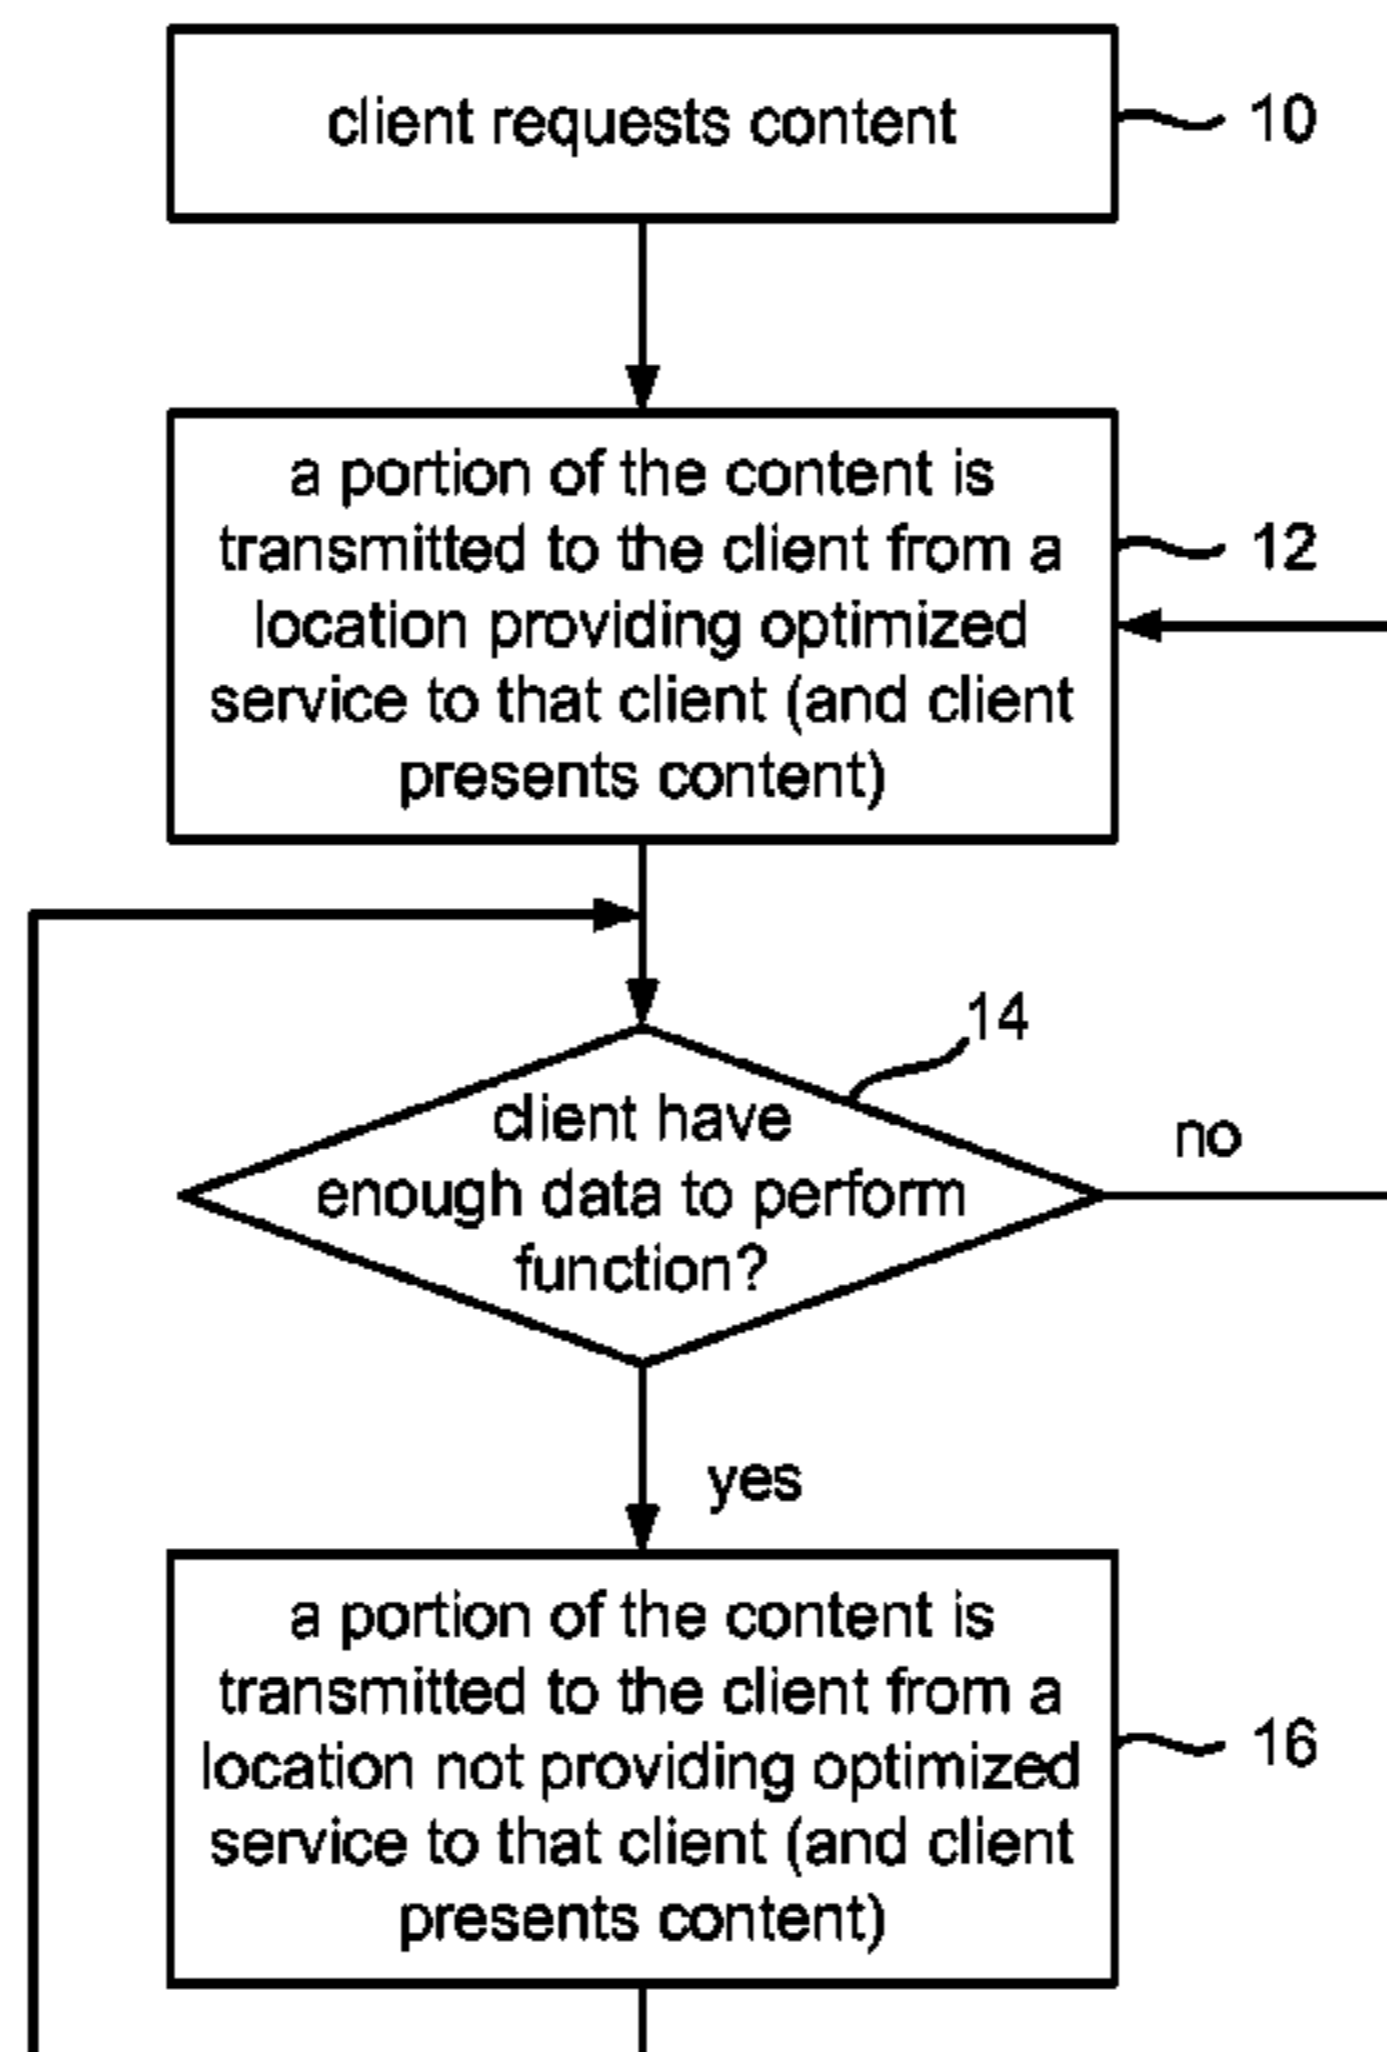 client requests content
10
a portion of the content is
transmitted to the client from a
location providing optimized
service to that client (and client
presents content)
12
14
client have
enough data to perform
function?
no
yes
a portion of the content is
transmitted to the client from a
location not providing optimized
service to that client (and client
presents content)
16